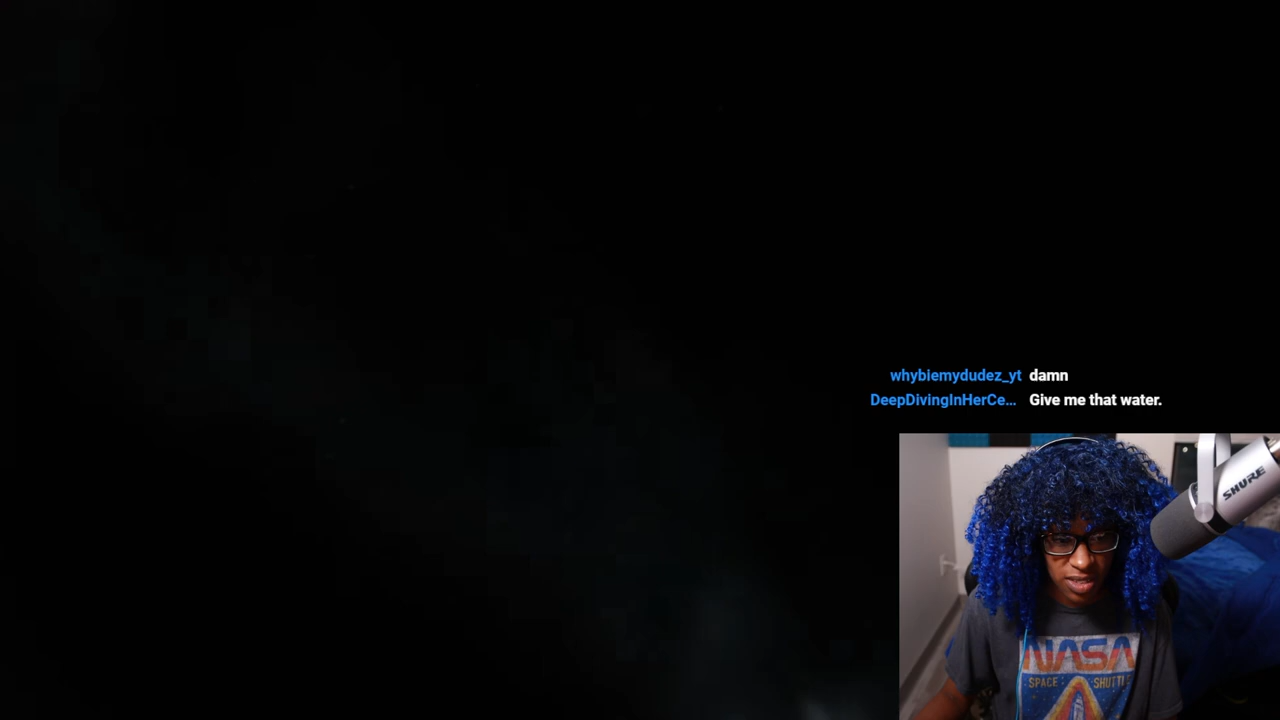 whybiemydudez_yt damn
DeepDivingInHerCe... Give me that water.
SHURE
NASA
SPACE SHUTTLE